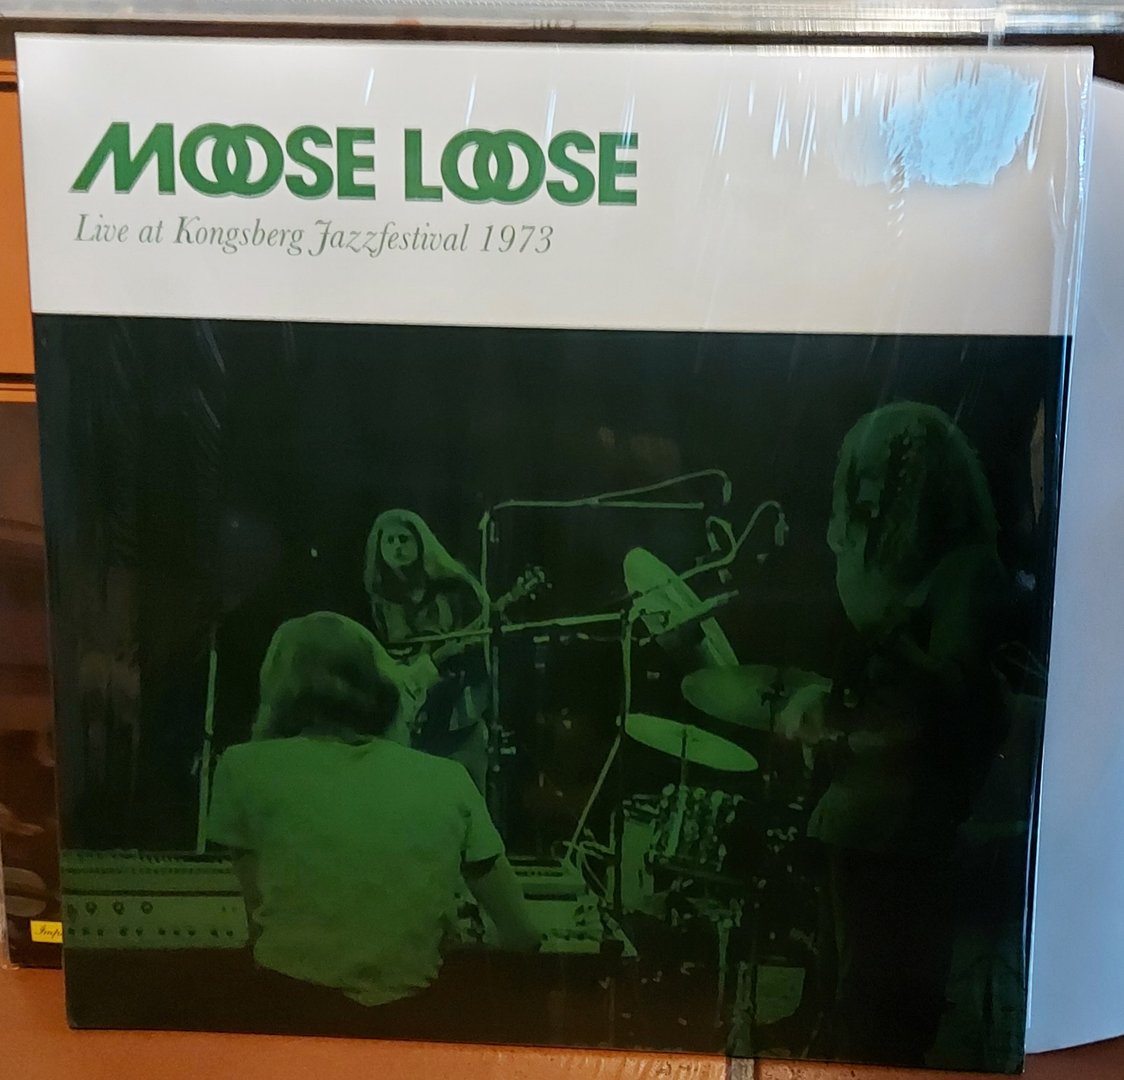 MOOSE LOOSE
Live at Kongsberg Jazzfestival 1973